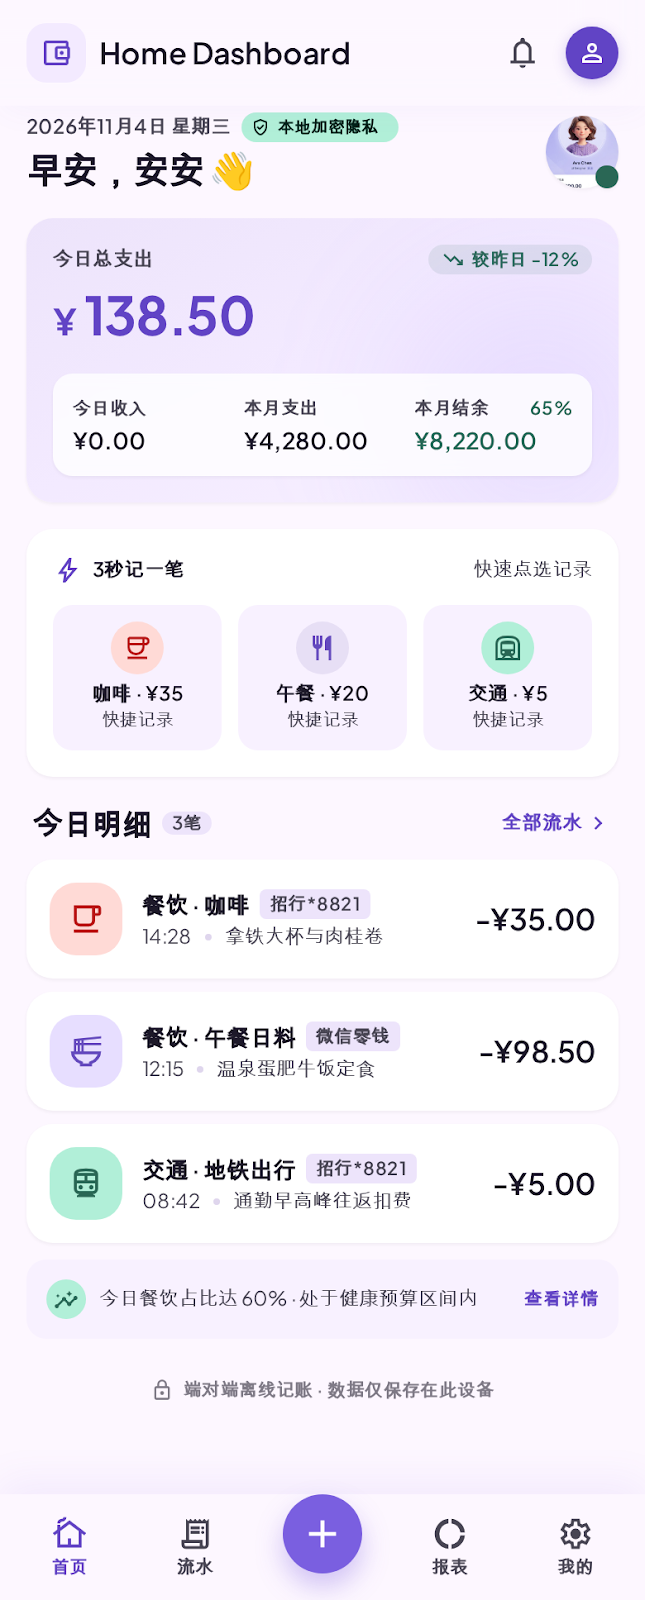 Home Dashboard
2026年11月4日 星期三 本地加密隐私
早安，安安👋
今日总支出 较昨日 -12%
¥ 138.50
今日收入 本月支出 本月结余 65%
¥0.00 ¥4,280.00 ¥8,220.00
3秒记一笔 快速点选记录
咖啡 · ¥35 午餐 · ¥20 交通 · ¥5
快捷记录 快捷记录 快捷记录
今日明细 3笔 全部流水
餐饮 · 咖啡 招行*8821 -¥35.00
14:28 • 拿铁大杯与肉桂卷
餐饮 · 午餐日料 微信零钱 -¥98.50
12:15 • 温泉蛋肥牛饭定食
交通 · 地铁出行 招行*8821 -¥5.00
08:42 • 通勤早高峰往返扣费
今日餐饮占比达 60% · 处于健康预算区间内 查看详情
端对端离线记账 · 数据仅保存在此设备
首页 流水 报表 我的